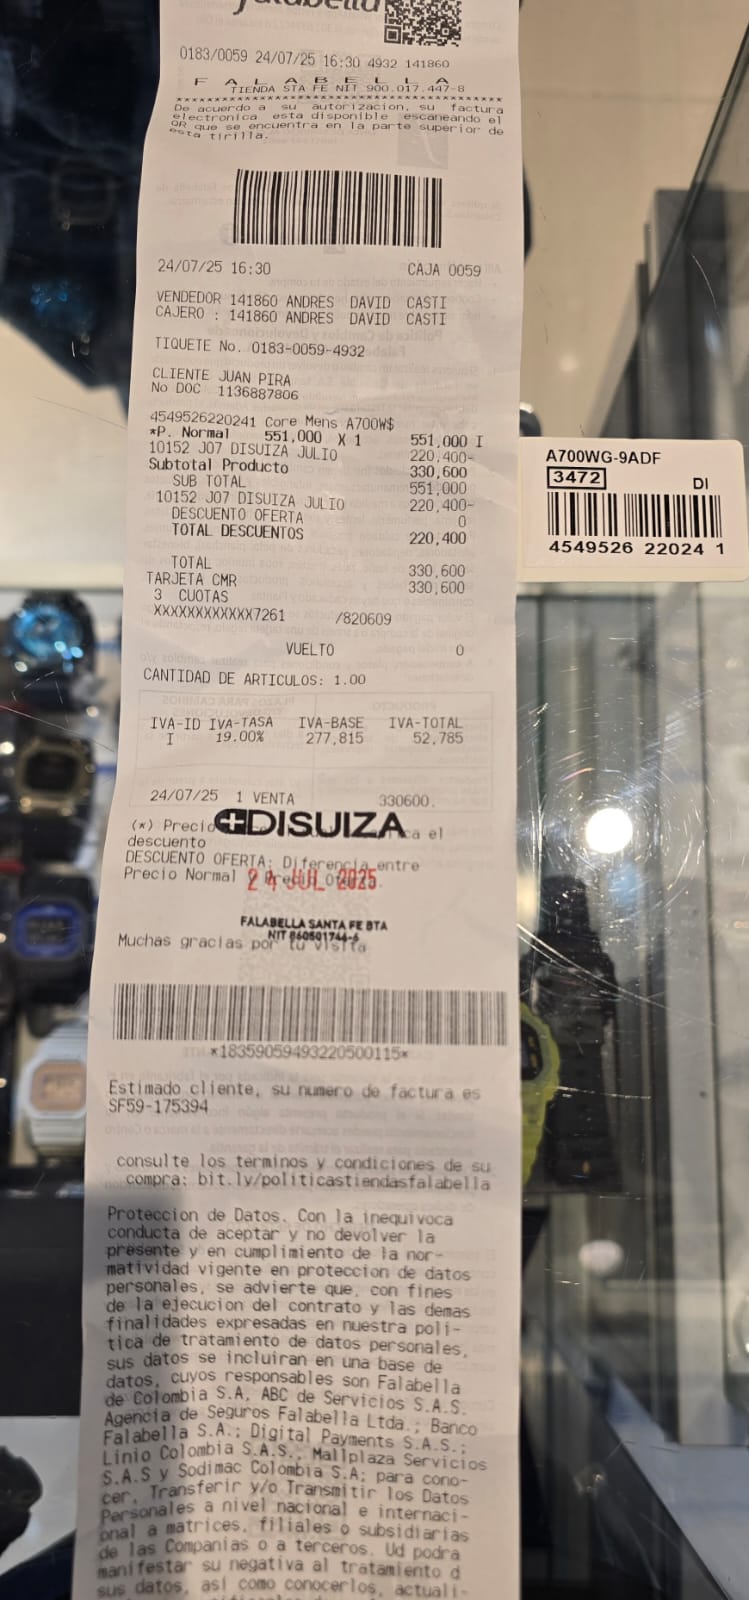 falabella
0183/0059 24/07/25 16:30 4932 141860
F A L A B E L L A
TIENDA STA FE NIT 900.017.447-8
De acuerdo a su autorizacion, su factura
electronica esta disponible escaneando el
QR que se encuentra en la parte superior de
esta tirilla.
24/07/25 16:30 CAJA 0059
VENDEDOR 141860 ANDRES DAVID CASTI
CAJERO : 141860 ANDRES DAVID CASTI
TIQUETE No. 0183-0059-4932
CLIENTE JUAN PIRA
No DOC 1136887806
4549526220241 Core Mens A700W$
*P. Normal 551,000 X 1 551,000 I
10152 J07 DISUIZA JULIO 220,400-
Subtotal Producto 330,600
SUB TOTAL 551,000
10152 J07 DISUIZA JULIO 220,400-
DESCUENTO OFERTA 0
TOTAL DESCUENTOS 220,400
TOTAL 330,600
TARJETA CMR 330,600
3 CUOTAS
XXXXXXXXXXXX7261 /820609
VUELTO 0
CANTIDAD DE ARTICULOS: 1.00
IVA-ID IVA-TASA IVA-BASE IVA-TOTAL
I 19.00% 277,815 52,785
24/07/25 1 VENTA 330600.
DISUIZA
(*) Precio el
descuento
DESCUENTO OFERTA: Diferencia entre
Precio Normal y
24 JUL 2025
FALABELLA SANTA FE BTA
NIT 860501744-6
Muchas gracias por tu visita
*18359059493220500115*
Estimado cliente, su numero de factura es
SF59-175394
consulte los terminos y condiciones de su
compra: bit.ly/politicastiendasfalabella
Proteccion de Datos. Con la inequivoca
conducta de aceptar y no devolver la
presente y en cumplimiento de la nor-
matividad vigente en proteccion de datos
personales, se advierte que, con fines
de la ejecucion del contrato y las demas
finalidades expresadas en nuestra poli-
tica de tratamiento de datos personales,
sus datos se incluiran en una base de
datos, cuyos responsables son Falabella
de Colombia S.A, ABC de Servicios S.A.S.
Agencia de Seguros Falabella Ltda.; Banco
Falabella S.A.; Digital Payments S.A.S.;
Linio Colombia S.A.S., Mallplaza Servicios
S.A.S y Sodimac Colombia S.A; para cono-
cer, Transferir y/o Transmitir los Datos
Personales a nivel nacional e internaci-
onal a matrices, filiales o subsidiarias
de las Companias o a terceros. Ud podra
manifestar su negativa al tratamiento d
sus datos, asi como conocerlos, actuali-
A700WG-9ADF
3472 DI
4549526 22024 1